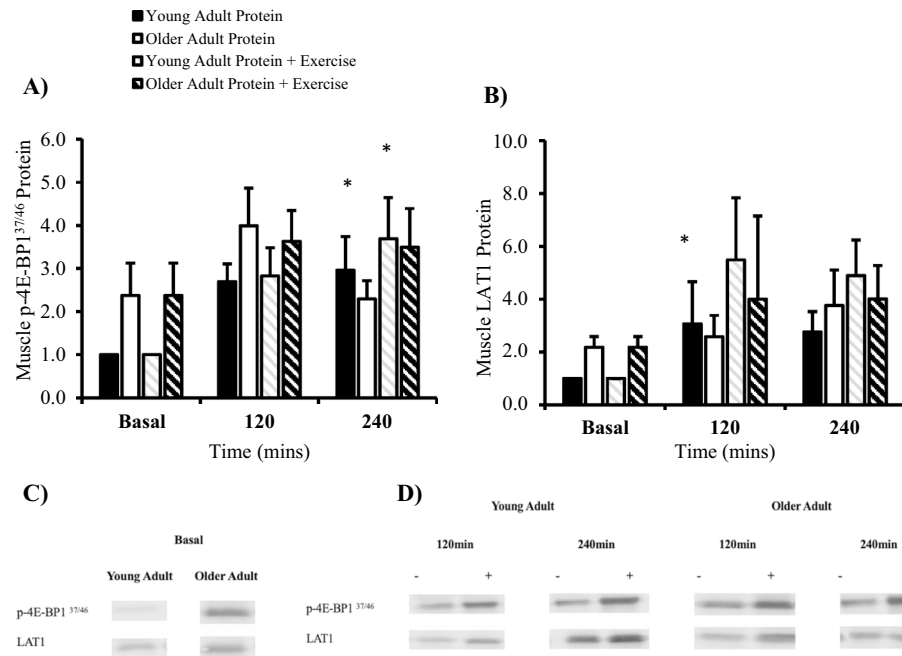 Young Adult Protein
Older Adult Protein
Young Adult Protein + Exercise
Older Adult Protein + Exercise
A)
B)
6.0
5.0
4.0
3.0
2.0
1.0
0.0
Muscle p-4E-BP1^37/46 Protein
*
*
Basal
120
240
Time (mins)
10.0
8.0
6.0
4.0
2.0
0.0
Muscle LAT1 Protein
*
Basal
120
240
Time (mins)
C)
Basal
Young Adult Older Adult
p-4E-BP1 37/46
LAT1
D)
Young Adult Older Adult
120min 240min 120min 240min
- + - + - + -
p-4E-BP1 37/46
LAT1